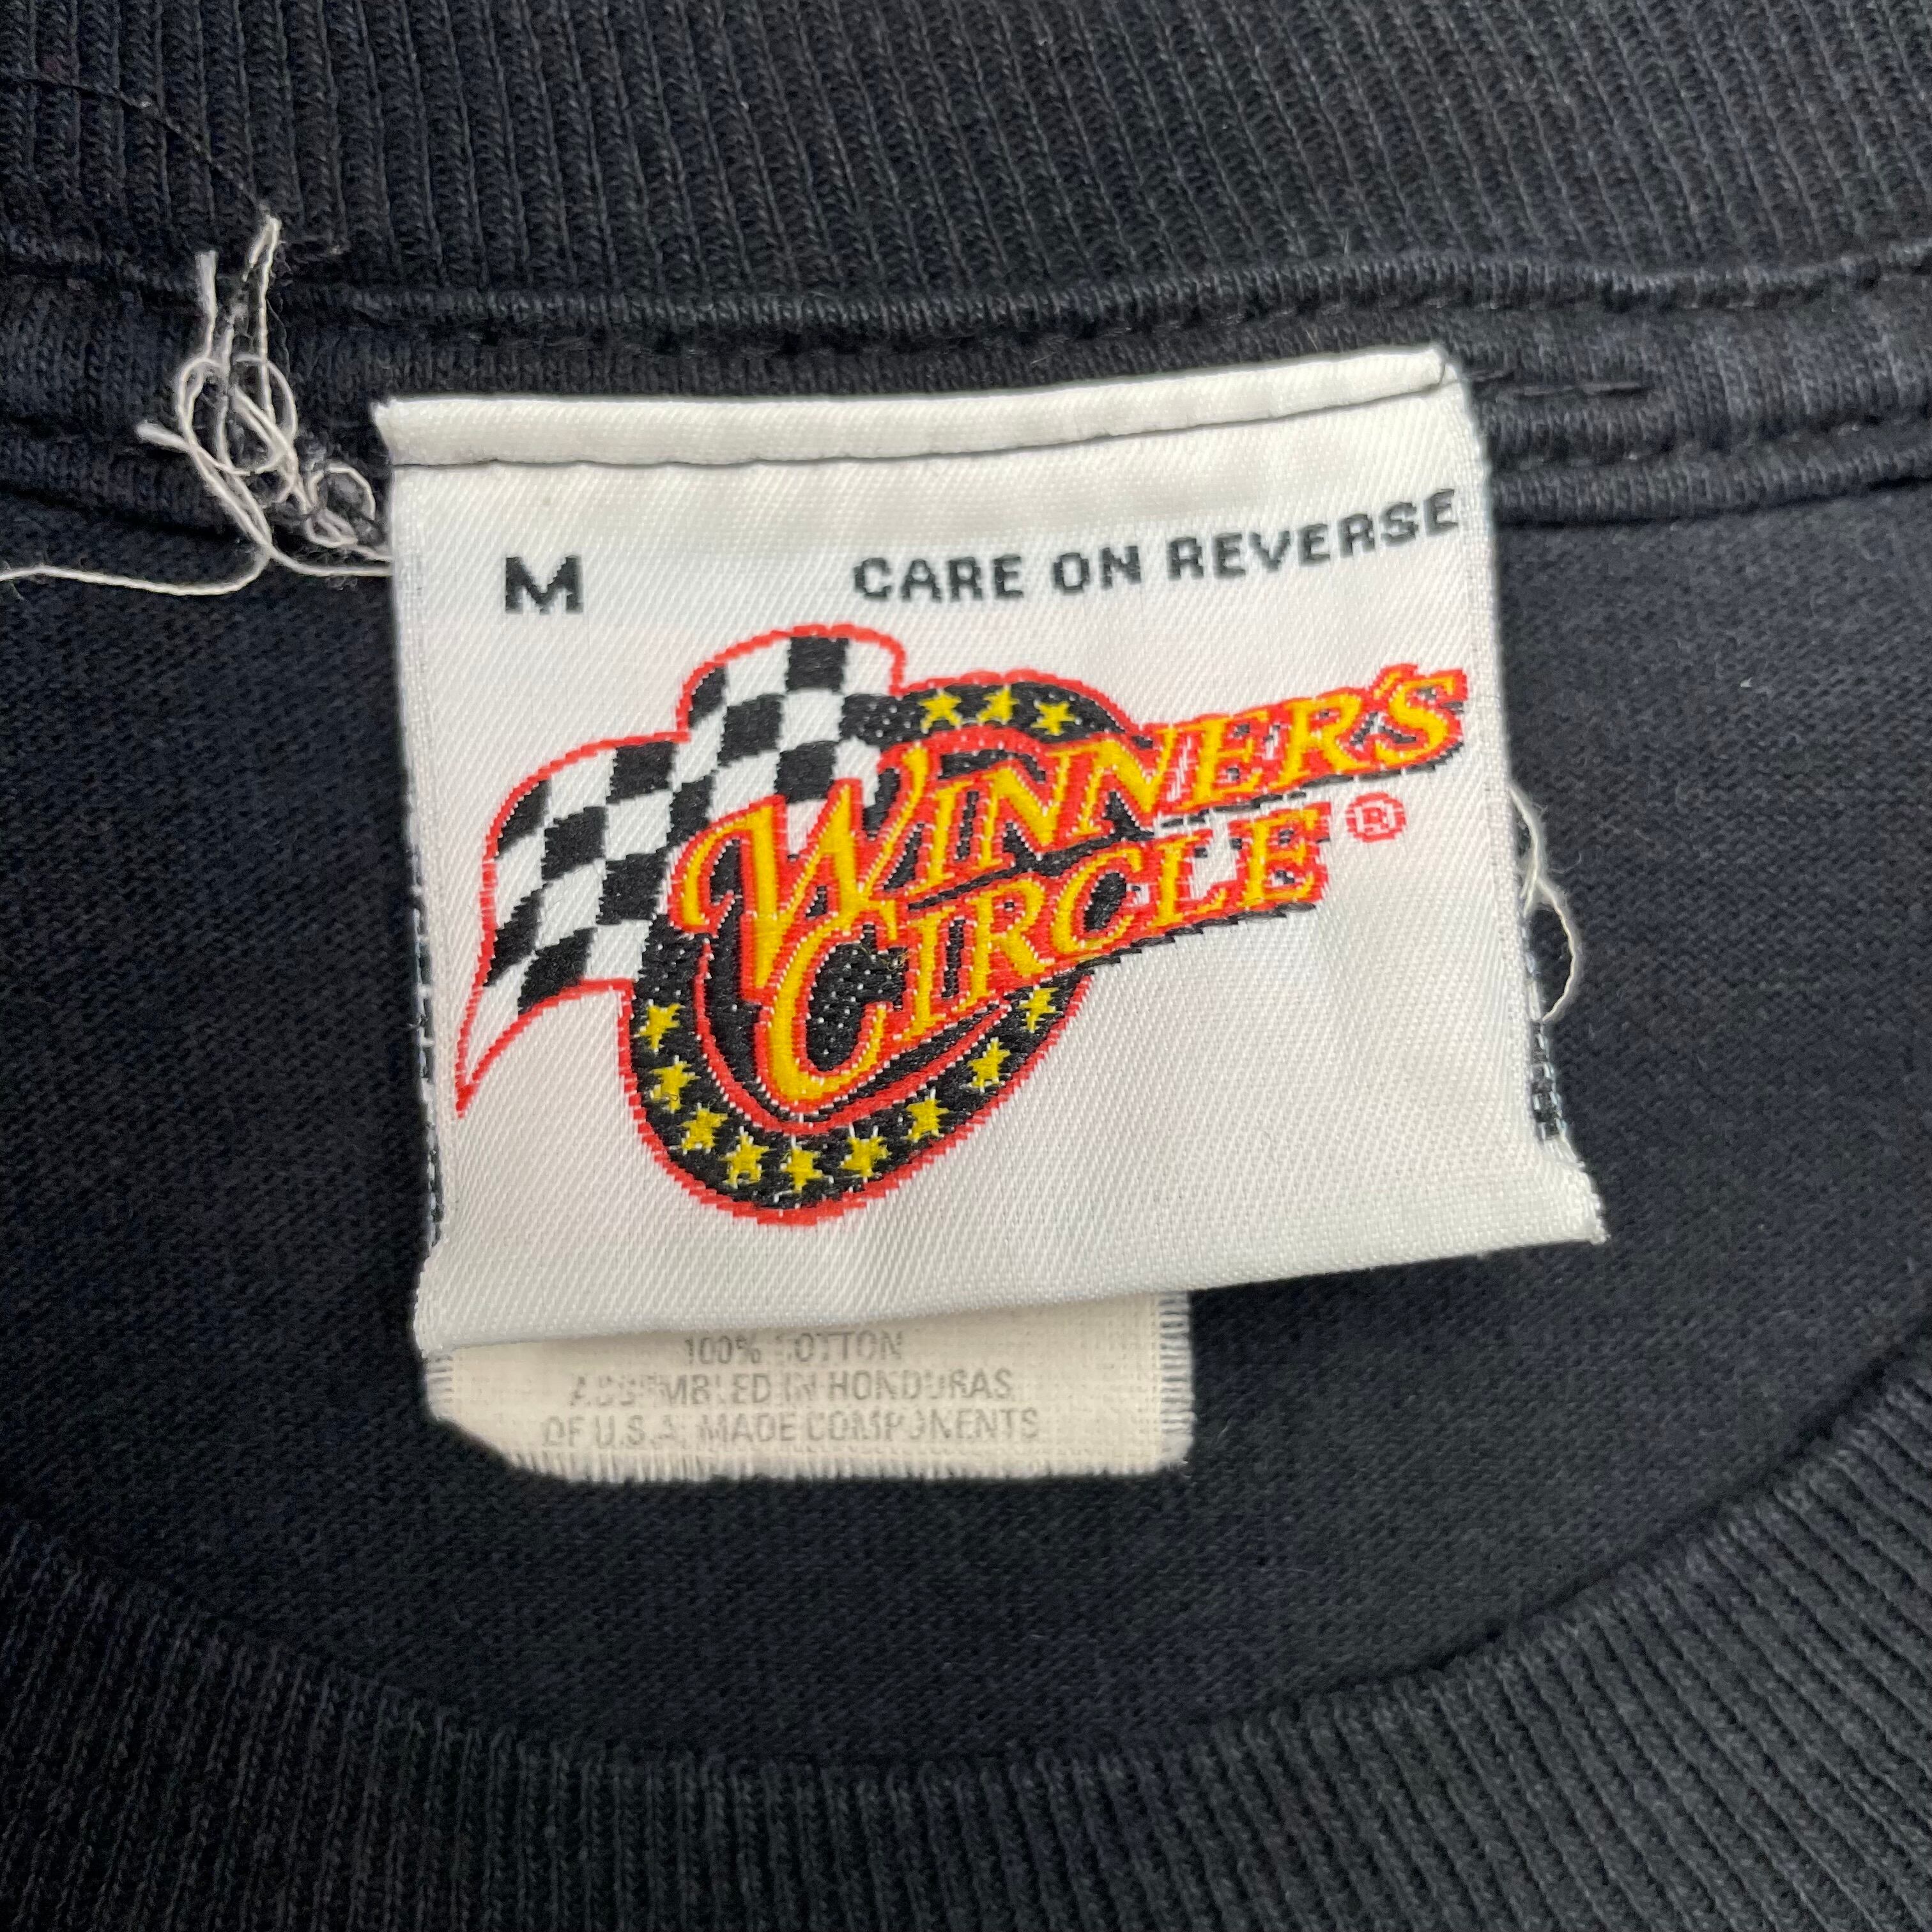 M CARE ON REVERSE
WINNER'S
CIRCLE ®
100% COTTON
ASSEMBLED IN HONDURAS
OF U.S.A. MADE COMPONENTS